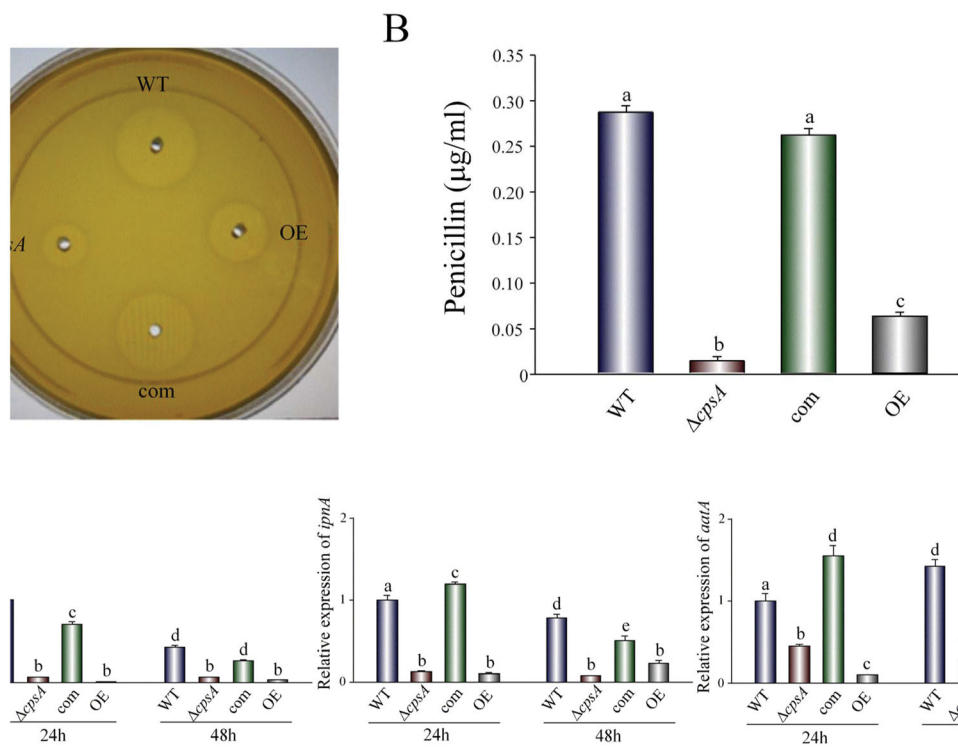 B
WT
OE
sA
com
Penicillin (µg/ml)
0.35
0.30
0.25
0.20
0.15
0.10
0.05
0
a
b
a
c
WT
ΔcpsA
com
OE
b
c
b
d
b
d
b
ΔcpsA
com
OE
WT
ΔcpsA
com
OE
24h
48h
Relative expression of ipnA
2
1
0
a
b
c
b
d
b
e
b
WT
ΔcpsA
com
OE
WT
ΔcpsA
com
OE
24h
48h
Relative expression of aatA
2
1
0
a
b
d
c
d
WT
ΔcpsA
com
OE
WT
24h